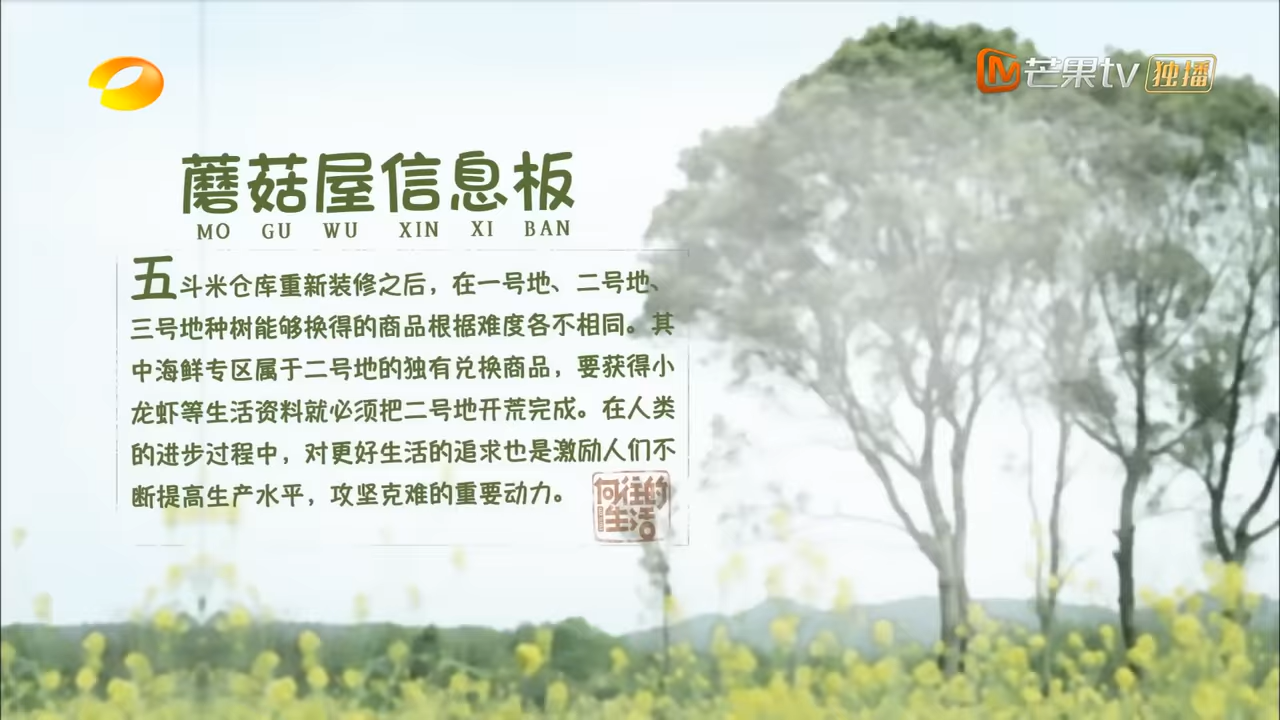 芒果tv 独播
蘑菇屋信息板
MO GU WU XIN XI BAN
五斗米仓库重新装修之后，在一号地、二号地、
三号地种树能够换得的商品根据难度各不相同。其
中海鲜专区属于二号地的独有兑换商品，要获得小
龙虾等生活资料就必须把二号地开荒完成。在人类
的进步过程中，对更好生活的追求也是激励人们不
断提高生产水平，攻坚克难的重要动力。
向往的
生活